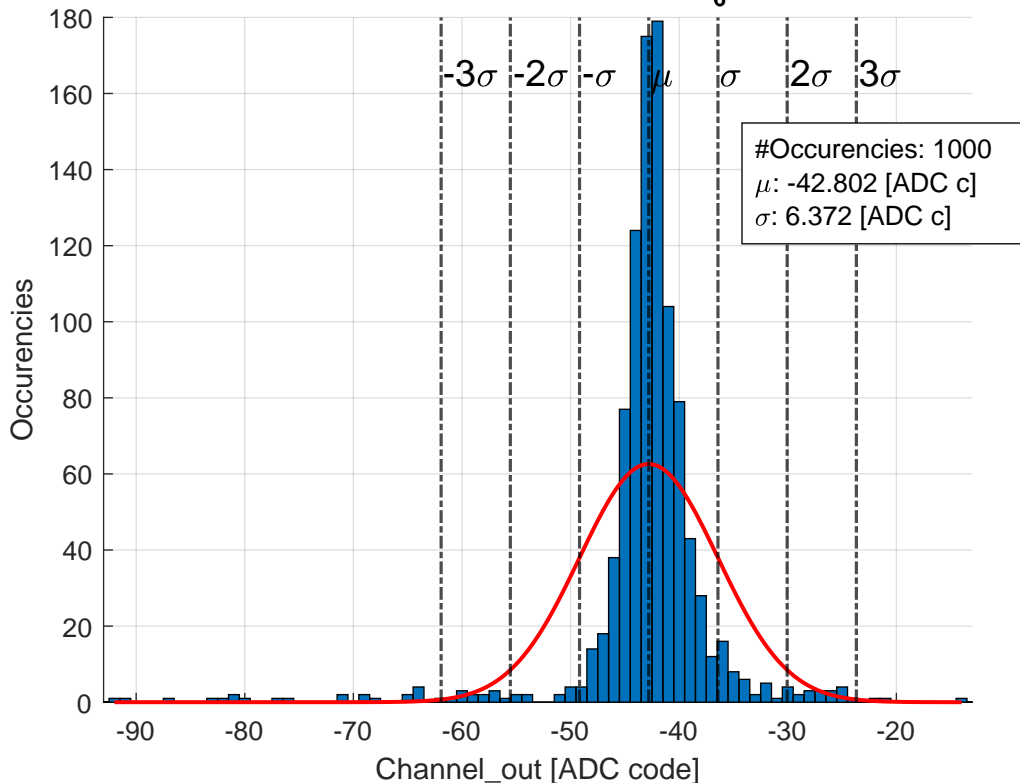 6
180
160
140
120
100
80
60
40
20
0
-3σ -2σ -σ μ σ 2σ 3σ
#Occurencies: 1000
μ: -42.802 [ADC c]
σ: 6.372 [ADC c]
Occurencies
-90 -80 -70 -60 -50 -40 -30 -20
Channel_out [ADC code]